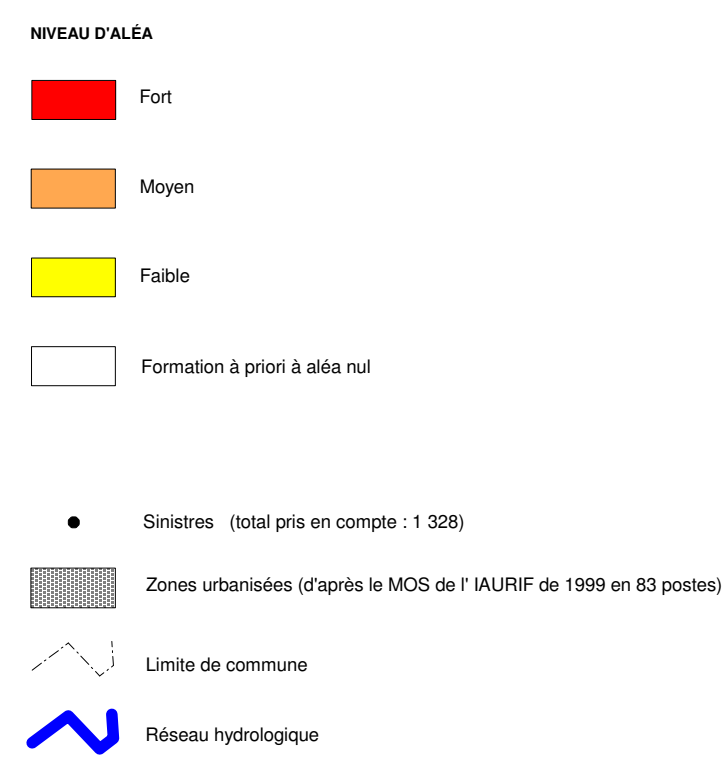 NIVEAU D'ALÉA
Fort
Moyen
Faible
Formation à priori à aléa nul
Sinistres (total pris en compte : 1 328)
Zones urbanisées (d'après le MOS de l' IAURIF de 1999 en 83 postes)
Limite de commune
Réseau hydrologique